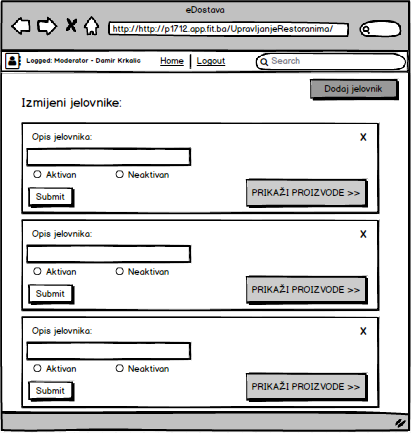 eDostava
http://http://p1712.app.fit.ba/UpravljanjeRestoranima/
Logged: Moderator - Damir Krkalic Home | Logout Search
Dodaj jelovnik
Izmijeni jelovnike:
Opis jelovnika: X
Aktivan Neaktivan
Submit PRIKAŽI PROIZVODE >>
Opis jelovnika: X
Aktivan Neaktivan
Submit PRIKAŽI PROIZVODE >>
Opis jelovnika: X
Aktivan Neaktivan
Submit PRIKAŽI PROIZVODE >>